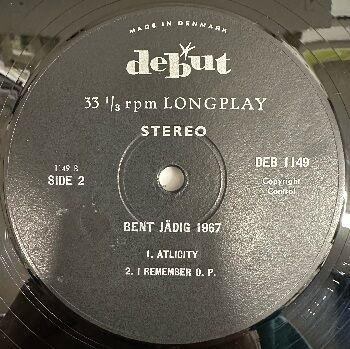 MADE IN DENMARK
debut
33 1/3 rpm LONGPLAY
STEREO
1149 B
SIDE 2
DEB 1149
Copyright
Control
BENT JÄDIG 1967
1. ATLICITY
2. I REMEMBER O. P.